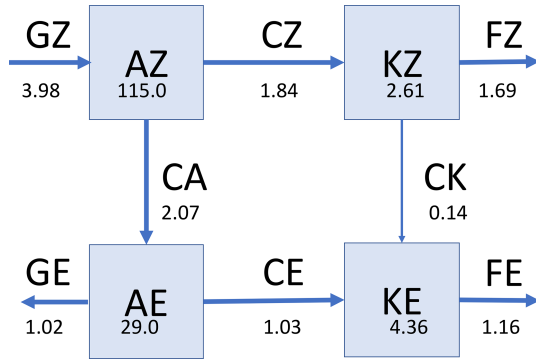 GZ
3.98
AZ
115.0
CZ
1.84
KZ
2.61
FZ
1.69
CA
2.07
CK
0.14
GE
1.02
AE
29.0
CE
1.03
KE
4.36
FE
1.16